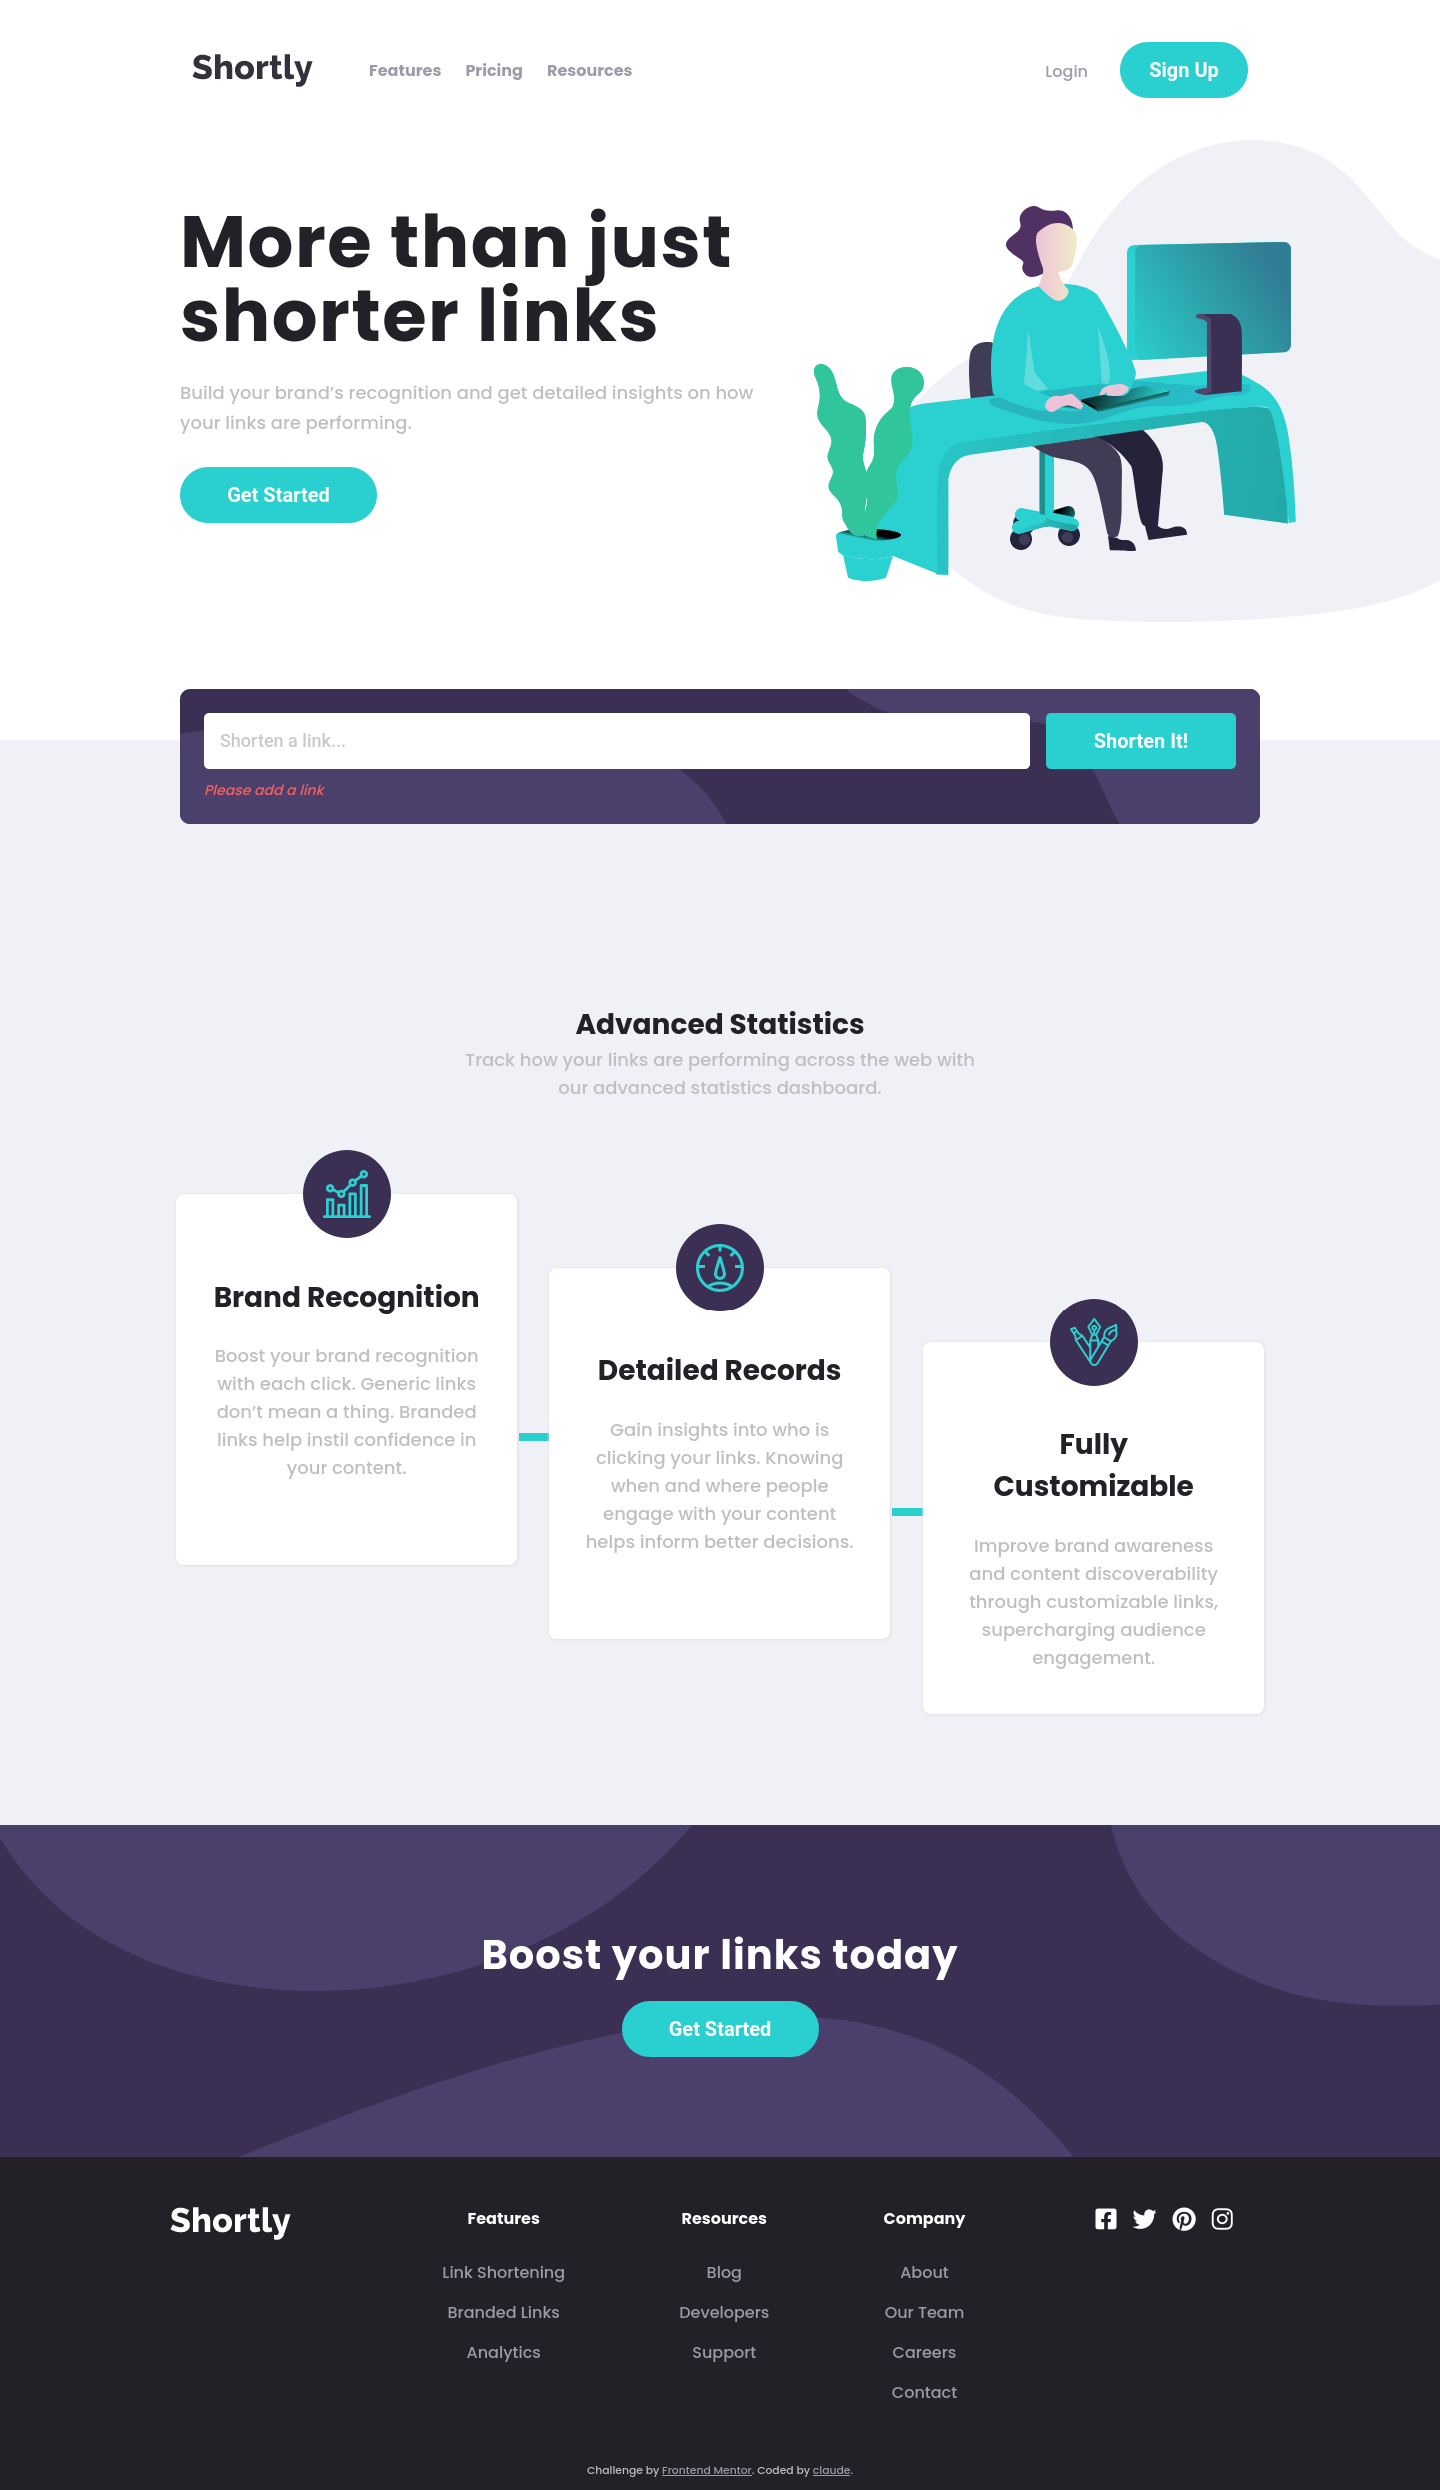 Shortly
Features
Pricing
Resources
Login
Sign Up
More than just
shorter links
Build your brand’s recognition and get detailed insights on how
your links are performing.
Get Started
Shorten a link...
Shorten It!
Please add a link
Advanced Statistics
Track how your links are performing across the web with
our advanced statistics dashboard.
Brand Recognition
Boost your brand recognition
with each click. Generic links
don’t mean a thing. Branded
links help instil confidence in
your content.
Detailed Records
Gain insights into who is
clicking your links. Knowing
when and where people
engage with your content
helps inform better decisions.
Fully
Customizable
Improve brand awareness
and content discoverability
through customizable links,
supercharging audience
engagement.
Boost your links today
Get Started
Shortly
Features
Link Shortening
Branded Links
Analytics
Resources
Blog
Developers
Support
Company
About
Our Team
Careers
Contact
Challenge by Frontend Mentor. Coded by claude.